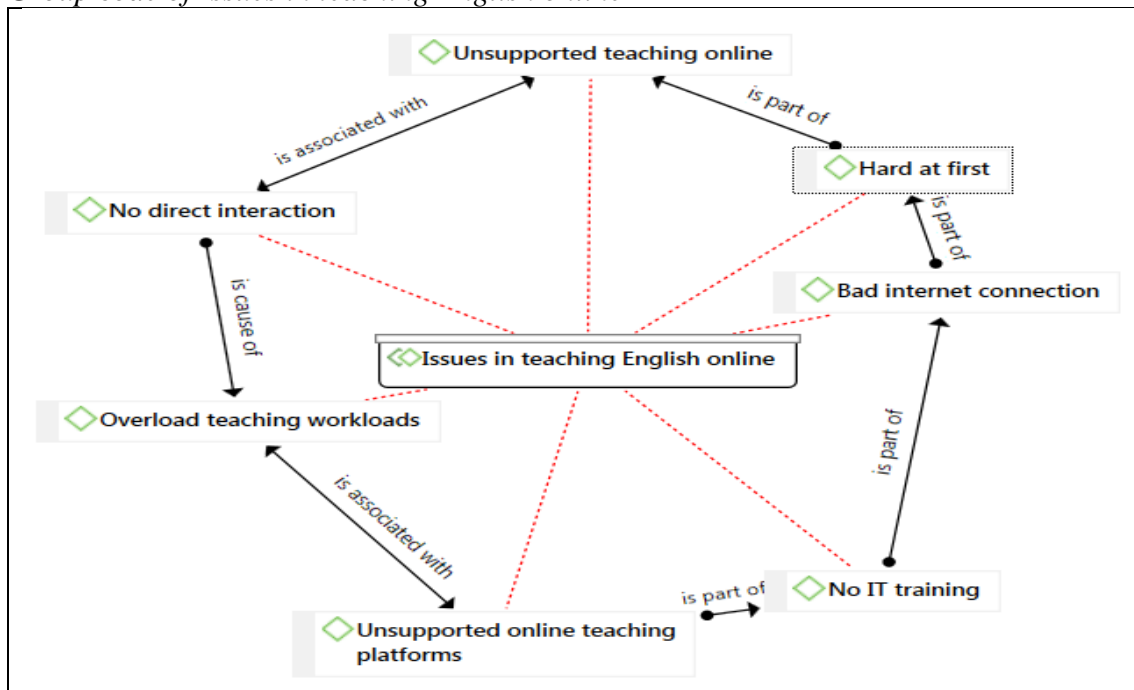 Unsupported teaching online
is associated with
is part of
Hard at first
No direct interaction
is part of
Bad internet connection
is cause of
Issues in teaching English online
Overload teaching workloads
is part of
is associated with
is part of
No IT training
Unsupported online teaching
platforms